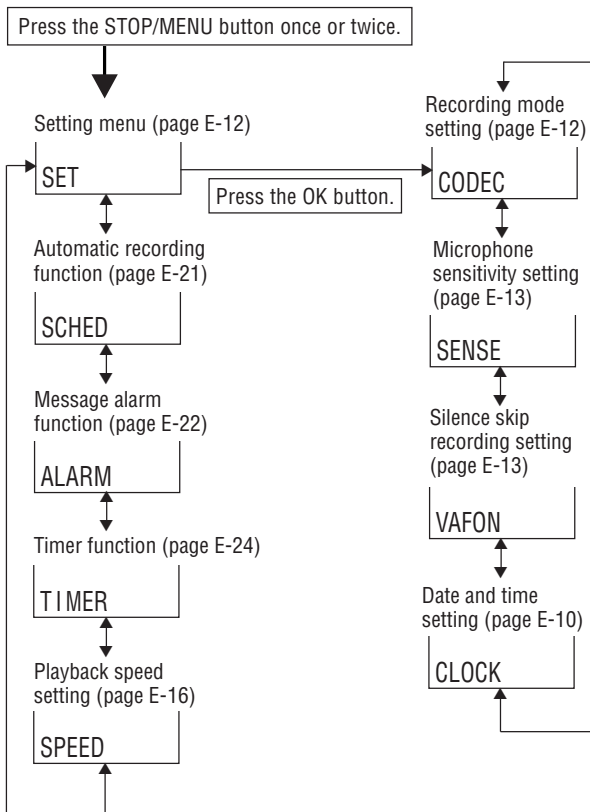 Press the STOP/MENU button once or twice.
Setting menu (page E-12)
SET
Press the OK button.
Automatic recording
function (page E-21)
SCHED
Message alarm
function (page E-22)
ALARM
Timer function (page E-24)
TIMER
Playback speed
setting (page E-16)
SPEED
Recording mode
setting (page E-12)
CODEC
Microphone
sensitivity setting
(page E-13)
SENSE
Silence skip
recording setting
(page E-13)
VAFON
Date and time
setting (page E-10)
CLOCK